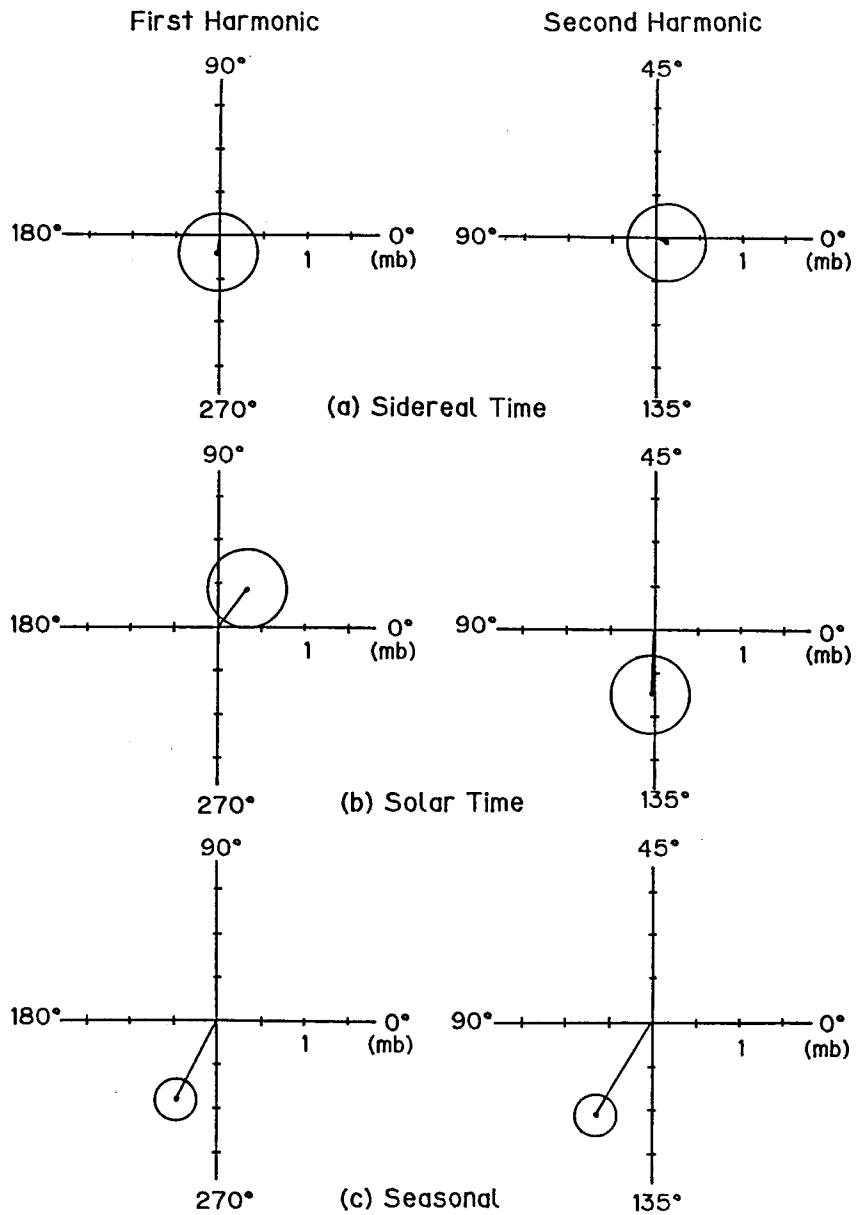 First Harmonic Second Harmonic
90° 45°
180° 0° 90° 0°
1 (mb) 1 (mb)
270° (a) Sidereal Time 135°
90° 45°
180° 0° 90° 0°
1 (mb) 1 (mb)
270° (b) Solar Time 135°
90° 45°
180° 0° 90° 0°
1 (mb) 1 (mb)
270° (c) Seasonal 135°